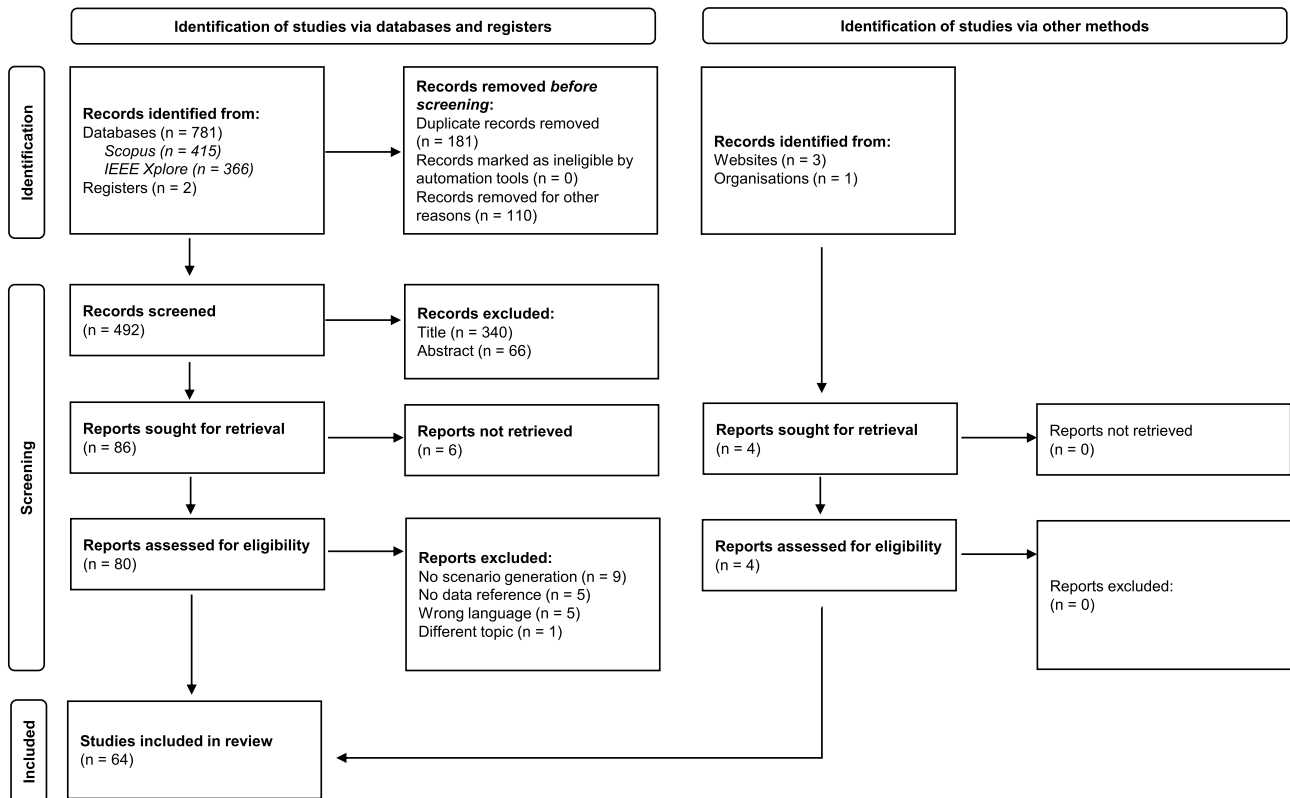 Identification of studies via databases and registers
Identification of studies via other methods
Identification
Records identified from:
Databases (n = 781)
Scopus (n = 415)
IEEE Xplore (n = 366)
Registers (n = 2)
Records removed before
screening:
Duplicate records removed
(n = 181)
Records marked as ineligible by
automation tools (n = 0)
Records removed for other
reasons (n = 110)
Records identified from:
Websites (n = 3)
Organisations (n = 1)
Screening
Records screened
(n = 492)
Records excluded:
Title (n = 340)
Abstract (n = 66)
Reports sought for retrieval
(n = 86)
Reports not retrieved
(n = 6)
Reports sought for retrieval
(n = 4)
Reports not retrieved
(n = 0)
Reports assessed for eligibility
(n = 80)
Reports excluded:
No scenario generation (n = 9)
No data reference (n = 5)
Wrong language (n = 5)
Different topic (n = 1)
Reports assessed for eligibility
(n = 4)
Reports excluded:
(n = 0)
Included
Studies included in review
(n = 64)